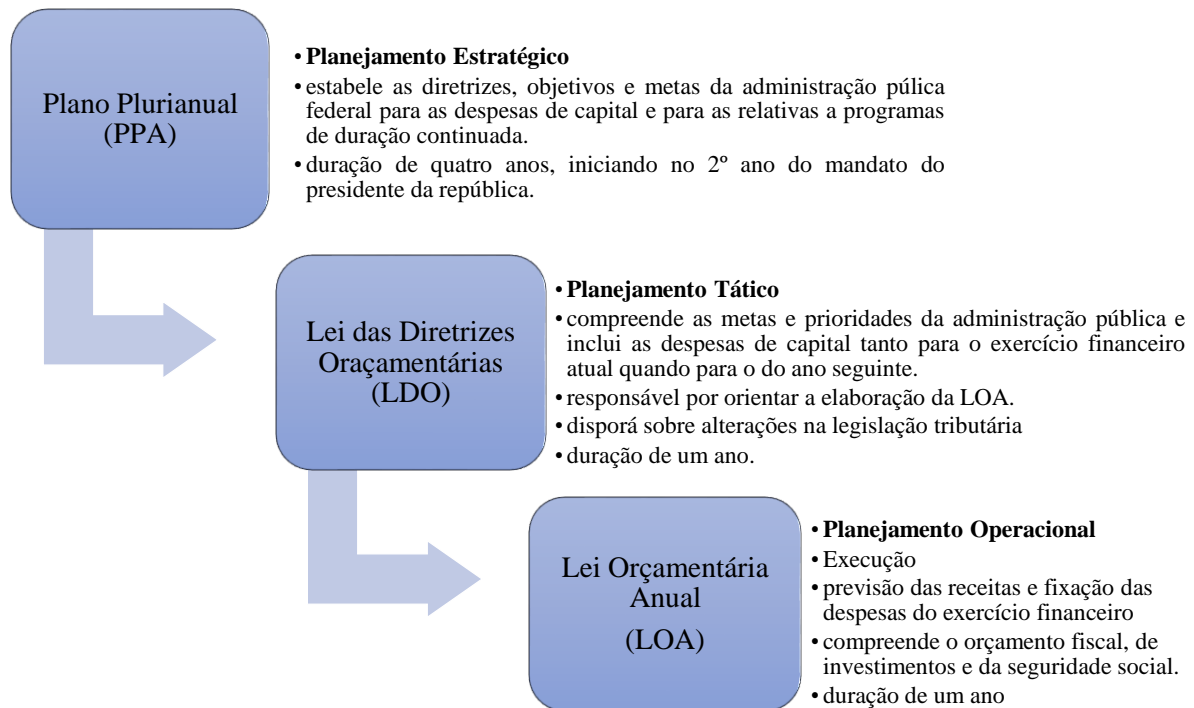 Plano Plurianual
(PPA)
• Planejamento Estratégico
• estabele as diretrizes, objetivos e metas da administração púlica
federal para as despesas de capital e para as relativas a programas
de duração continuada.
• duração de quatro anos, iniciando no 2º ano do mandato do
presidente da república.
Lei das Diretrizes
Oraçamentárias
(LDO)
• Planejamento Tático
• compreende as metas e prioridades da administração pública e
inclui as despesas de capital tanto para o exercício financeiro
atual quando para o do ano seguinte.
• responsável por orientar a elaboração da LOA.
• disporá sobre alterações na legislação tributária
• duração de um ano.
Lei Orçamentária
Anual
(LOA)
• Planejamento Operacional
• Execução
• previsão das receitas e fixação das
despesas do exercício financeiro
• compreende o orçamento fiscal, de
investimentos e da seguridade social.
• duração de um ano